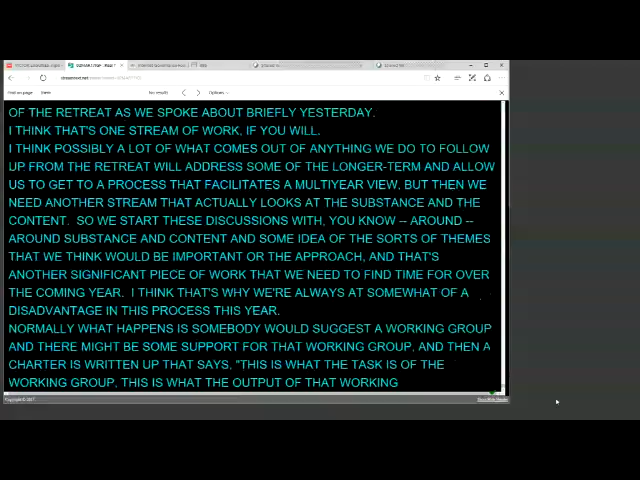 streamtext.net
Find on page
Options
OF THE RETREAT AS WE SPOKE ABOUT BRIEFLY YESTERDAY.
I THINK THAT'S ONE STREAM OF WORK, IF YOU WILL.
I THINK POSSIBLY A LOT OF WHAT COMES OUT OF ANYTHING WE DO TO FOLLOW
UP FROM THE RETREAT WILL ADDRESS SOME OF THE LONGER-TERM AND ALLOW
US TO GET TO A PROCESS THAT FACILITATES A MULTIYEAR VIEW, BUT THEN WE
NEED ANOTHER STREAM THAT ACTUALLY LOOKS AT THE SUBSTANCE AND THE
CONTENT.  SO WE START THESE DISCUSSIONS WITH, YOU KNOW -- AROUND --
AROUND SUBSTANCE AND CONTENT AND SOME IDEA OF THE SORTS OF THEMES
THAT WE THINK WOULD BE IMPORTANT OR THE APPROACH, AND THAT'S
ANOTHER SIGNIFICANT PIECE OF WORK THAT WE NEED TO FIND TIME FOR OVER
THE COMING YEAR.  I THINK THAT'S WHY WE'RE ALWAYS AT SOMEWHAT OF A
DISADVANTAGE IN THIS PROCESS THIS YEAR.
NORMALLY WHAT HAPPENS IS SOMEBODY WOULD SUGGEST A WORKING GROUP
AND THERE MIGHT BE SOME SUPPORT FOR THAT WORKING GROUP, AND THEN A
CHARTER IS WRITTEN UP THAT SAYS, "THIS IS WHAT THE TASK IS OF THE
WORKING GROUP, THIS IS WHAT THE OUTPUT OF THAT WORKING